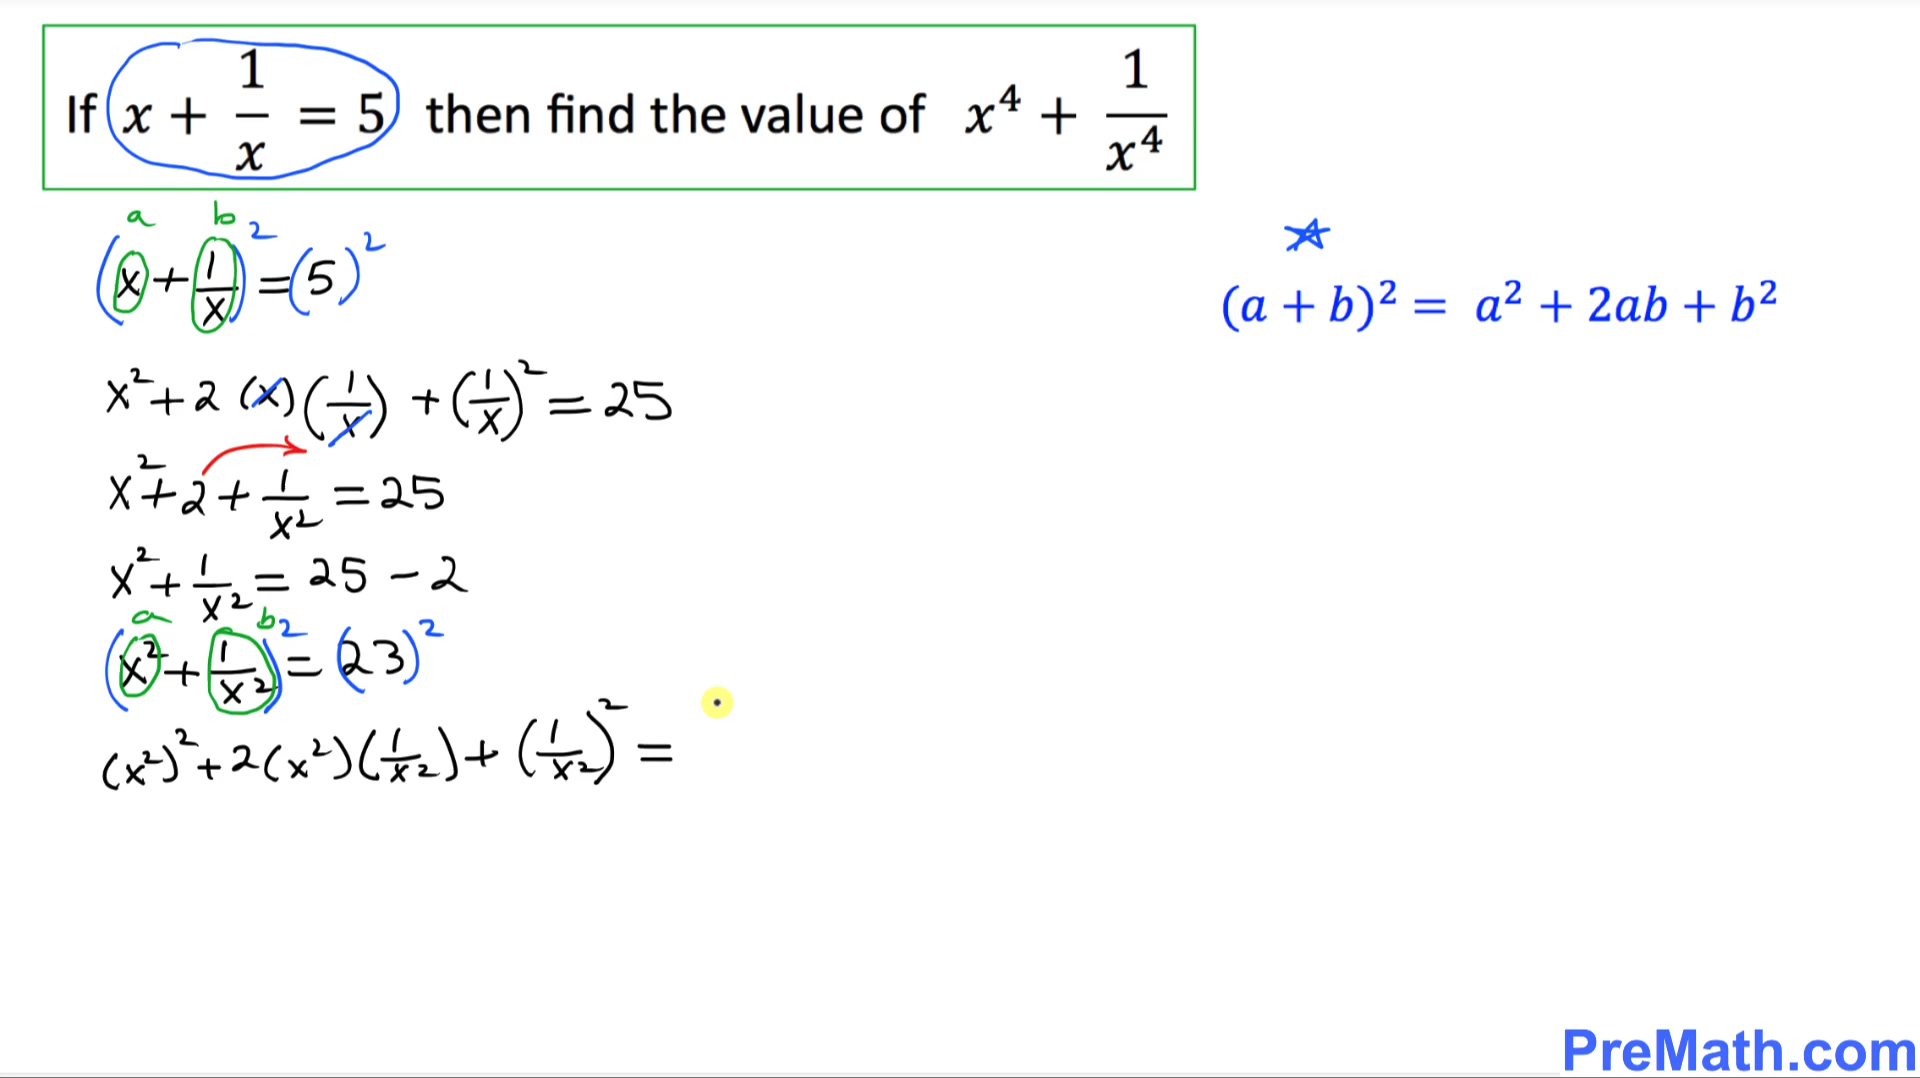 If x + 1/x = 5 then find the value of x⁴ + 1/x⁴
a b
(x + 1/x)² = (5)²
(a + b)² = a² + 2ab + b²
x² + 2 (x)(1/x) + (1/x)² = 25
x² + 2 + 1/x² = 25
x² + 1/x² = 25 − 2
a b
(x² + 1/x²)² = (23)²
(x²)² + 2(x²)(1/x²) + (1/x²)² =
PreMath.com